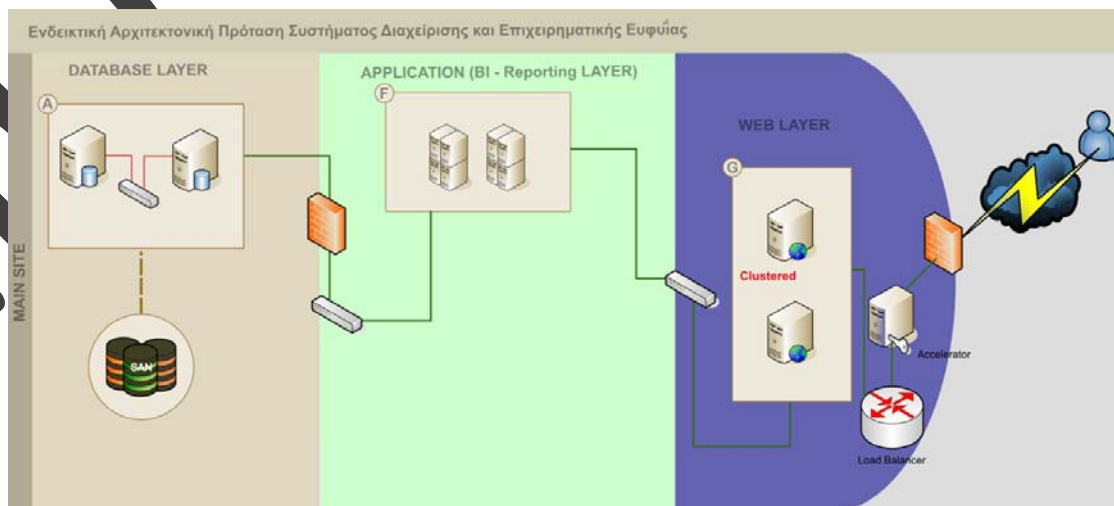 Ενδεικτική Αρχιτεκτονική Πρόταση Συστήματος Διαχείρισης και Επιχειρηματικής Ευφυΐας
MAIN SITE
DATABASE LAYER
A
SAN
APPLICATION (BI - Reporting LAYER)
F
WEB LAYER
G
Clustered
Accelerator
Load Balancer